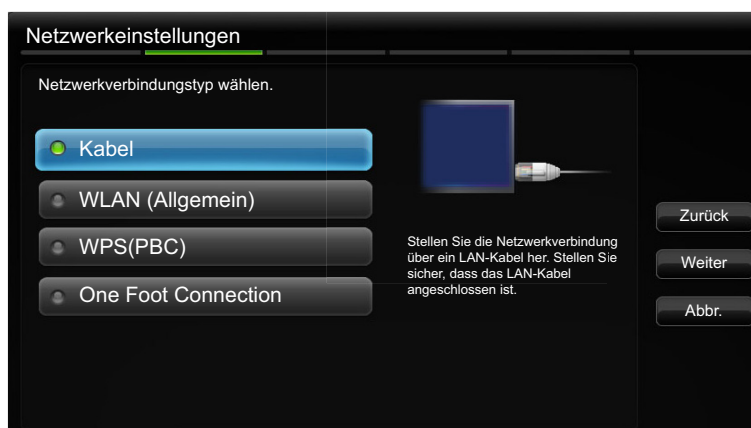 Netzwerkeinstellungen
Netzwerkverbindungstyp wählen.
Kabel
WLAN (Allgemein)
WPS(PBC)
One Foot Connection
Stellen Sie die Netzwerkverbindung
über ein LAN-Kabel her. Stellen Sie
sicher, dass das LAN-Kabel
angeschlossen ist.
Zurück
Weiter
Abbr.